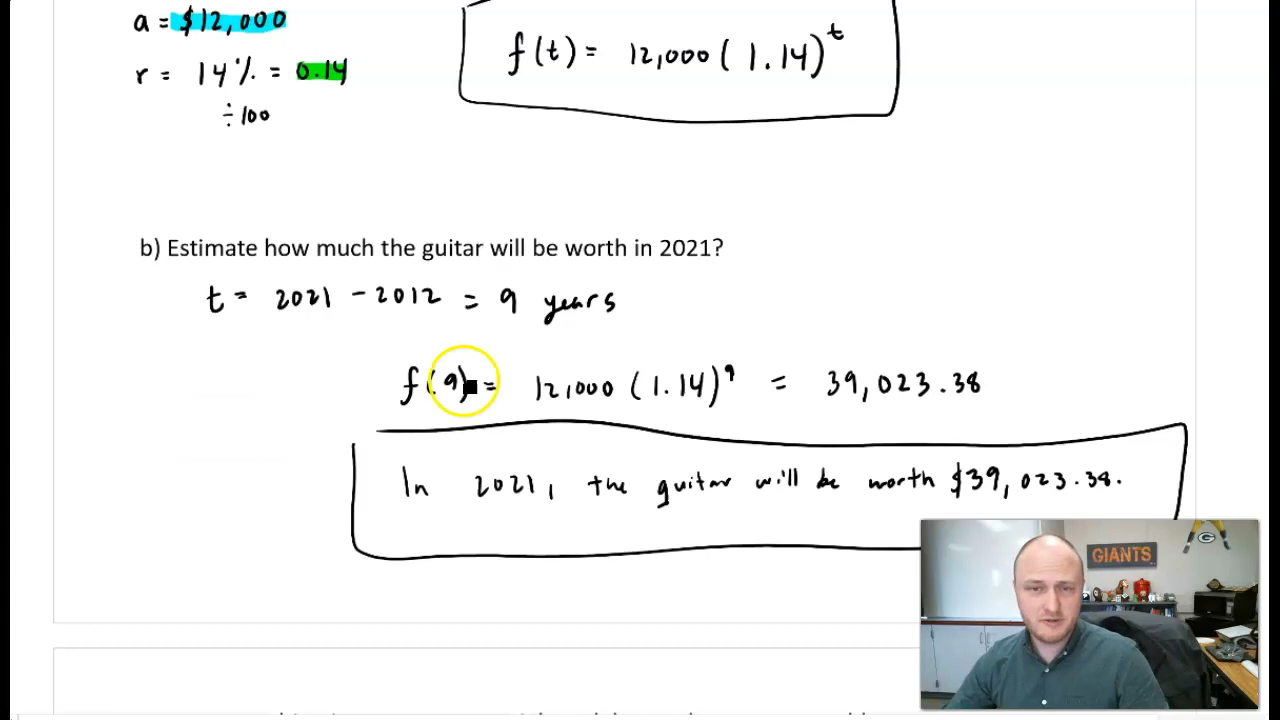 a = $12,000
f(t) = 12,000(1.14)^t
r = 14% = 0.14
÷100
b) Estimate how much the guitar will be worth in 2021?
t = 2021 - 2012 = 9 years
f(9) = 12,000(1.14)^9 = 39,023.38
In 2021, the guitar will be worth $39,023.38.
GIANTS
G